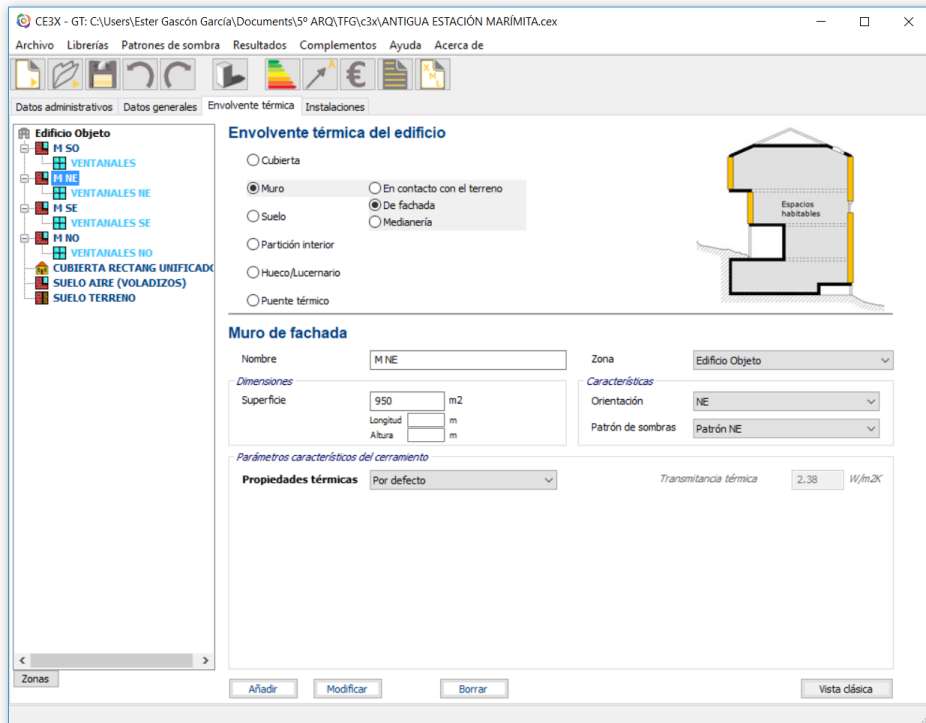 CE3X - GT: C:\Users\Ester Gascón García\Documents\5º ARQ\TFG\c3x\ANTIGUA ESTACIÓN MARÍMITA.cex
Archivo Librerías Patrones de sombra Resultados Complementos Ayuda Acerca de
A € XML
Datos administrativos Datos generales Envolvente térmica Instalaciones
Edificio Objeto
M SO
VENTANALES
M NE
VENTANALES NE
M SE
VENTANALES SE
M NO
VENTANALES NO
CUBIERTA RECTANG UNIFICADO
SUELO AIRE (VOLADIZOS)
SUELO TERRENO
Zonas
Envolvente térmica del edificio
Cubierta
Muro
En contacto con el terreno
De fachada
Medianería
Suelo
Partición interior
Hueco/Lucernario
Puente térmico
Espacios
habitables
Muro de fachada
Nombre M NE Zona Edificio Objeto
Dimensiones
Superficie 950 m2
Longitud m
Altura m
Características
Orientación NE
Patrón de sombras Patrón NE
Parámetros característicos del cerramiento
Propiedades térmicas Por defecto Transmitancia térmica 2.38 W/m2K
Añadir Modificar Borrar Vista clásica